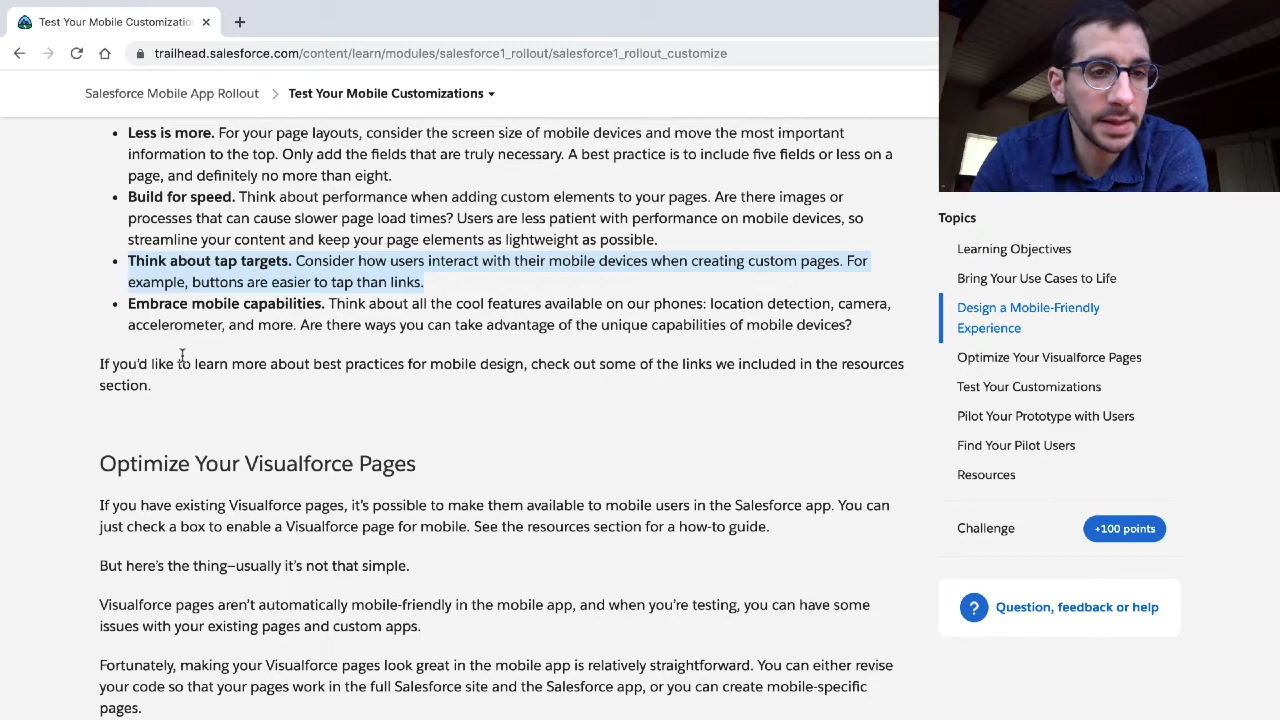 Test Your Mobile Customizatio
trailhead.salesforce.com/content/learn/modules/salesforce1_rollout/salesforce1_rollout_customize
Salesforce Mobile App Rollout
Test Your Mobile Customizations
Less is more. For your page layouts, consider the screen size of mobile devices and move the most important
information to the top. Only add the fields that are truly necessary. A best practice is to include five fields or less on a
page, and definitely no more than eight.
Build for speed. Think about performance when adding custom elements to your pages. Are there images or
processes that can cause slower page load times? Users are less patient with performance on mobile devices, so
streamline your content and keep your page elements as lightweight as possible.
Think about tap targets. Consider how users interact with their mobile devices when creating custom pages. For
example, buttons are easier to tap than links.
Embrace mobile capabilities. Think about all the cool features available on our phones: location detection, camera,
accelerometer, and more. Are there ways you can take advantage of the unique capabilities of mobile devices?
If you’d like to learn more about best practices for mobile design, check out some of the links we included in the resources
section.
Optimize Your Visualforce Pages
If you have existing Visualforce pages, it’s possible to make them available to mobile users in the Salesforce app. You can
just check a box to enable a Visualforce page for mobile. See the resources section for a how-to guide.
But here’s the thing—usually it’s not that simple.
Visualforce pages aren’t automatically mobile-friendly in the mobile app, and when you’re testing, you can have some
issues with your existing pages and custom apps.
Fortunately, making your Visualforce pages look great in the mobile app is relatively straightforward. You can either revise
your code so that your pages work in the full Salesforce site and the Salesforce app, or you can create mobile-specific
pages.
Topics
Learning Objectives
Bring Your Use Cases to Life
Design a Mobile-Friendly
Experience
Optimize Your Visualforce Pages
Test Your Customizations
Pilot Your Prototype with Users
Find Your Pilot Users
Resources
Challenge
+100 points
? Question, feedback or help